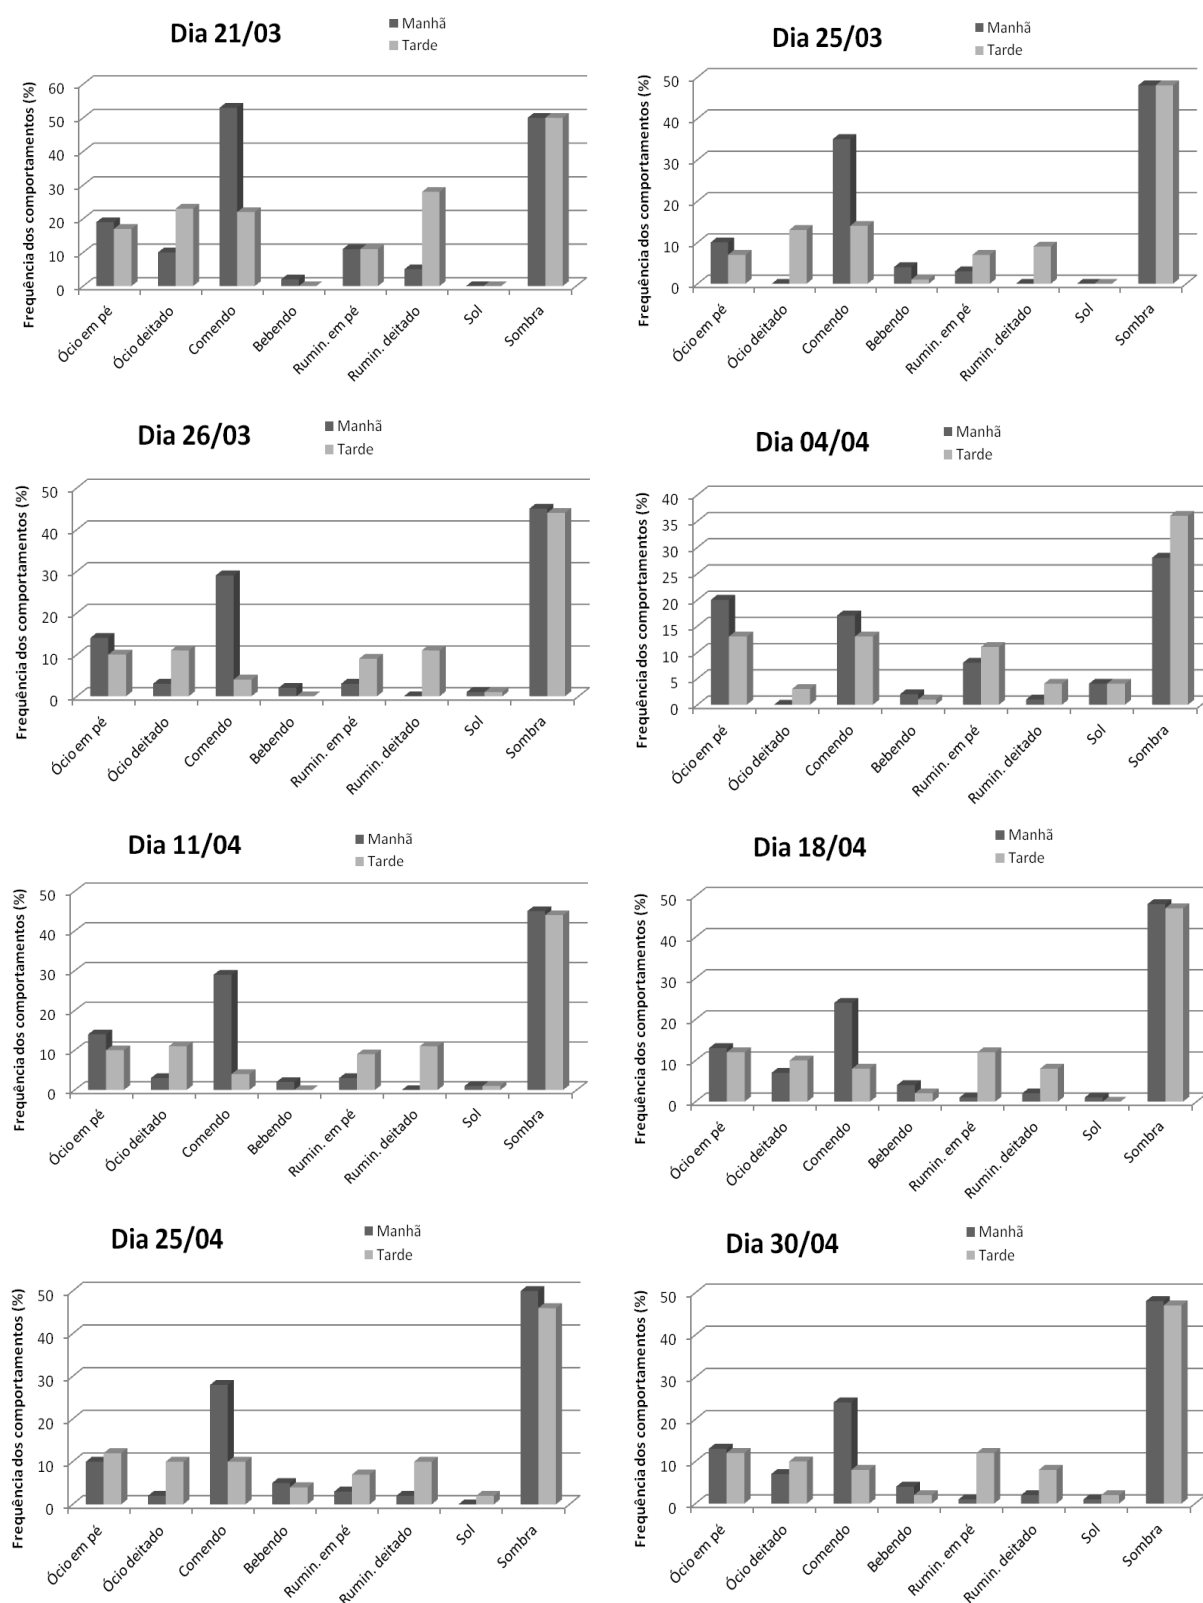 Dia 21/03
Manhã
Tarde
Frequência dos comportamentos (%)
60
50
40
30
20
10
0
Ócio em pé
Ócio deitado
Comendo
Bebendo
Rumin. em pé
Rumin. deitado
Sol
Sombra
Dia 25/03
Manhã
Tarde
Frequência dos comportamentos (%)
50
40
30
20
10
0
Ócio em pé
Ócio deitado
Comendo
Bebendo
Rumin. em pé
Rumin. deitado
Sol
Sombra
Dia 26/03
Manhã
Tarde
Frequência dos comportamentos (%)
50
40
30
20
10
0
Ócio em pé
Ócio deitado
Comendo
Bebendo
Rumin. em pé
Rumin. deitado
Sol
Sombra
Dia 04/04
Manhã
Tarde
Frequência dos comportamentos (%)
40
35
30
25
20
15
10
5
0
Ócio em pé
Ócio deitado
Comendo
Bebendo
Rumin. em pé
Rumin. deitado
Sol
Sombra
Dia 11/04
Manhã
Tarde
Frequência dos comportamentos (%)
50
40
30
20
10
0
Ócio em pé
Ócio deitado
Comendo
Bebendo
Rumin. em pé
Rumin. deitado
Sol
Sombra
Dia 18/04
Manhã
Tarde
Frequência dos comportamentos (%)
50
40
30
20
10
0
Ócio em pé
Ócio deitado
Comendo
Bebendo
Rumin. em pé
Rumin. deitado
Sol
Sombra
Dia 25/04
Manhã
Tarde
Frequência dos comportamentos (%)
50
40
30
20
10
0
Ócio em pé
Ócio deitado
Comendo
Bebendo
Rumin. em pé
Rumin. deitado
Sol
Sombra
Dia 30/04
Manhã
Tarde
Frequência dos comportamentos (%)
50
40
30
20
10
0
Ócio em pé
Ócio deitado
Comendo
Bebendo
Rumin. em pé
Rumin. deitado
Sol
Sombra